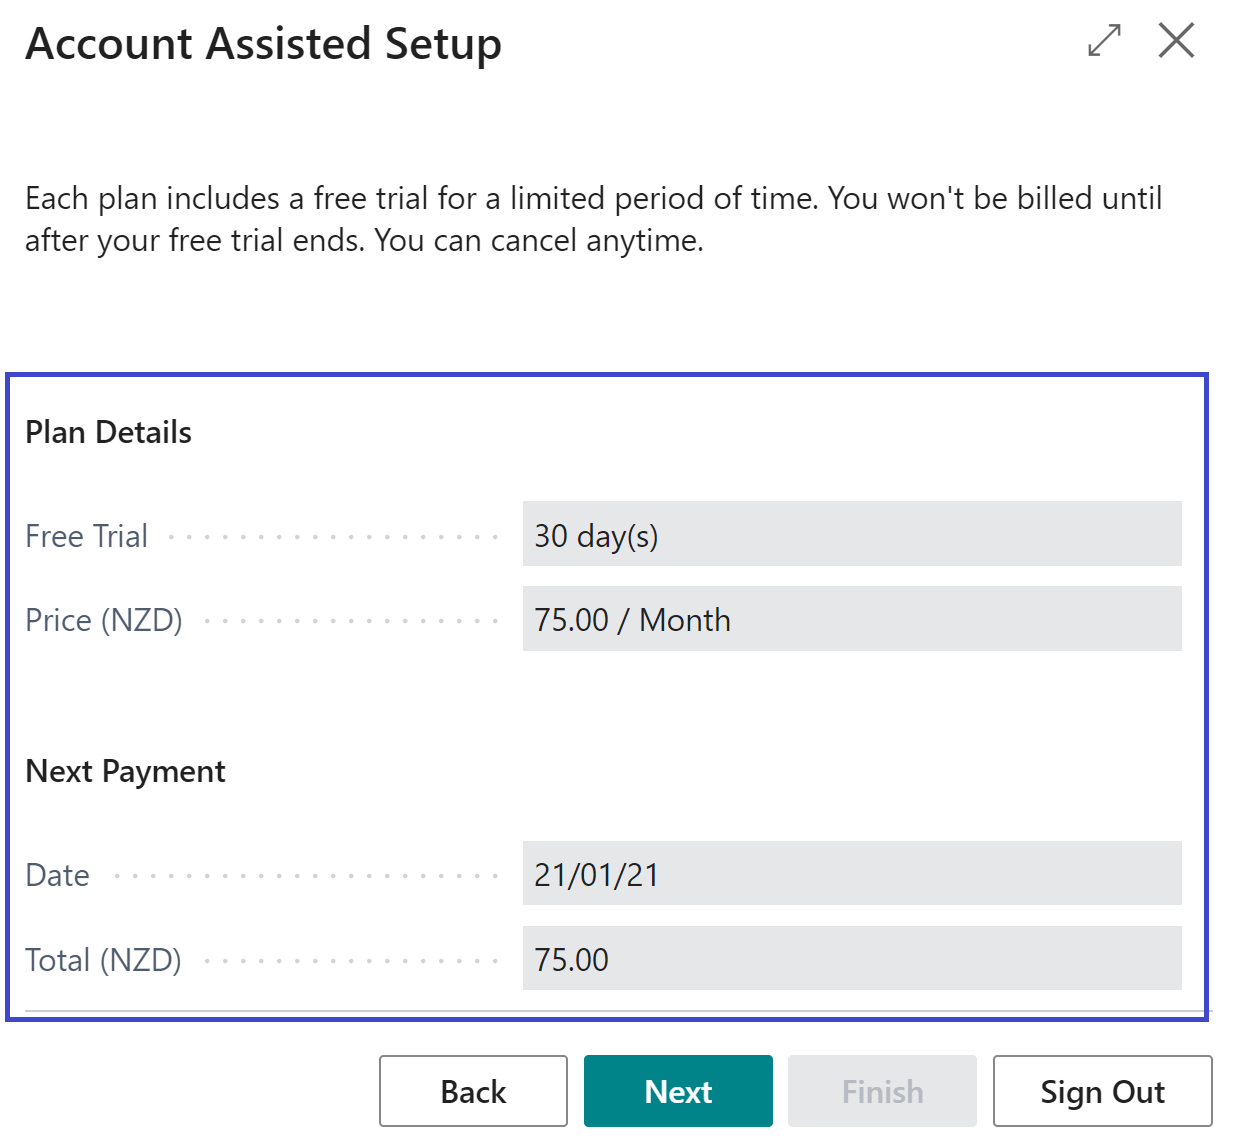 Account Assisted Setup
Each plan includes a free trial for a limited period of time. You won't be billed until
after your free trial ends. You can cancel anytime.
Plan Details
Free Trial 30 day(s)
Price (NZD) 75.00 / Month
Next Payment
Date 21/01/21
Total (NZD) 75.00
Back Next Finish Sign Out